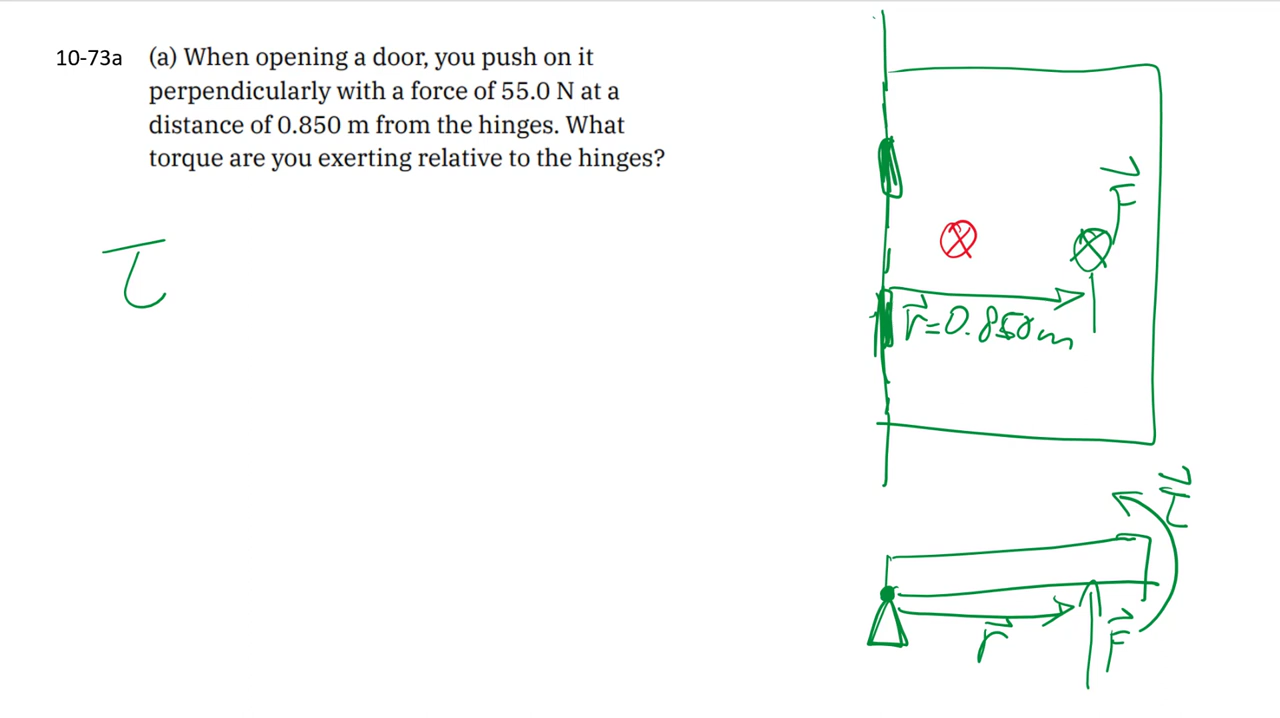 10-73a (a) When opening a door, you push on it
perpendicularly with a force of 55.0 N at a
distance of 0.850 m from the hinges. What
torque are you exerting relative to the hinges?
τ
F⃗
r⃗=0.850m
τ⃗
r⃗
F⃗